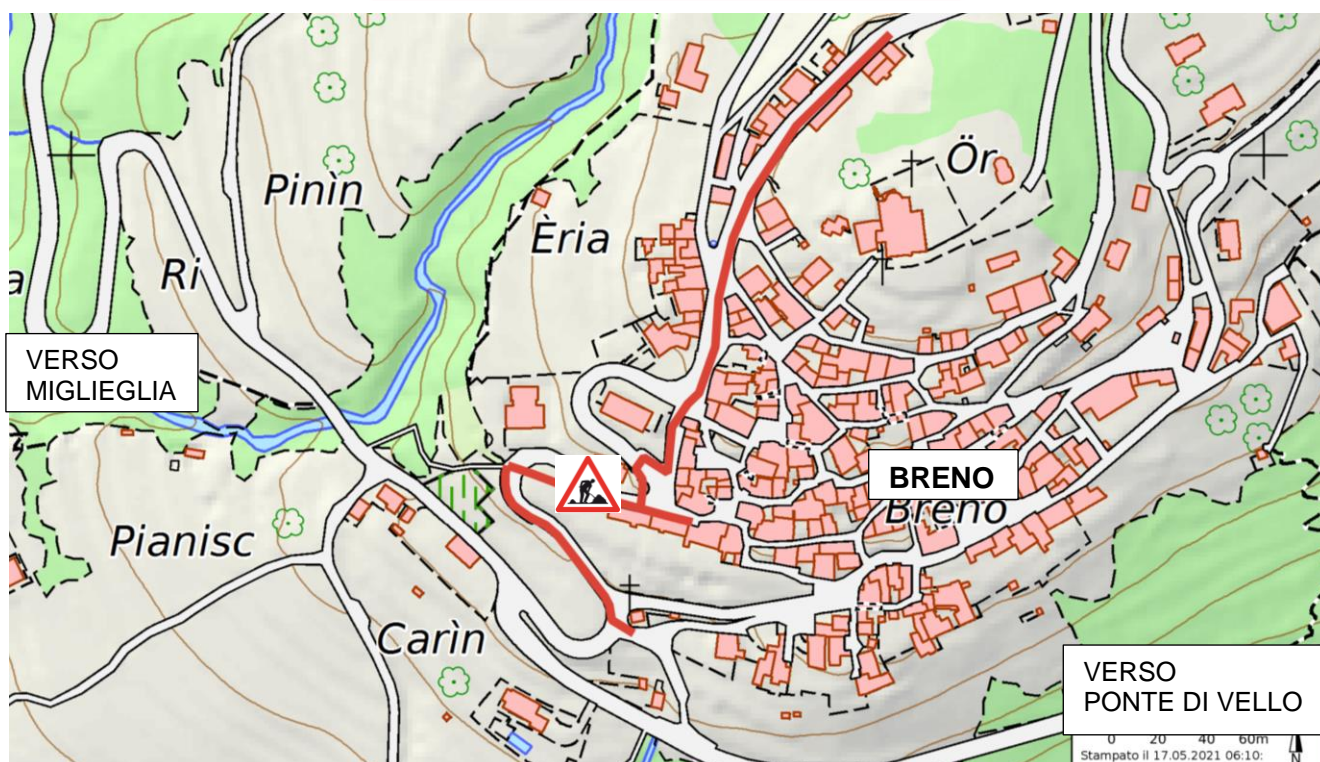 Pinìn
Ör
Èria
Ri
a
VERSO
MIGLIEGLIA
BRENO
Breno
Pianisc
Carìn
VERSO
PONTE DI VELLO
0 20 40 60m
Stampato il 17.05.2021 06:10:
N